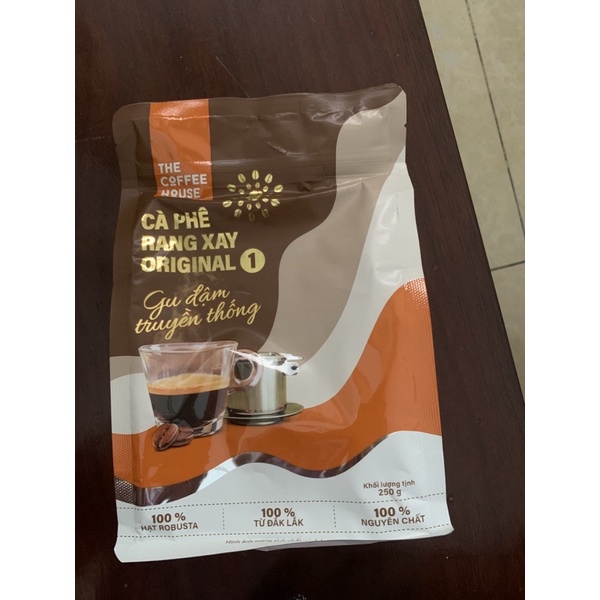 THE
COFFEE
HOUSE
CÀ PHÊ
RANG XAY
ORIGINAL 1
Gu đậm
truyền thống
Khối lượng tịnh
250 g
100 %
HẠT ROBUSTA
100 %
TỪ ĐẮK LẮK
100 %
NGUYÊN CHẤT